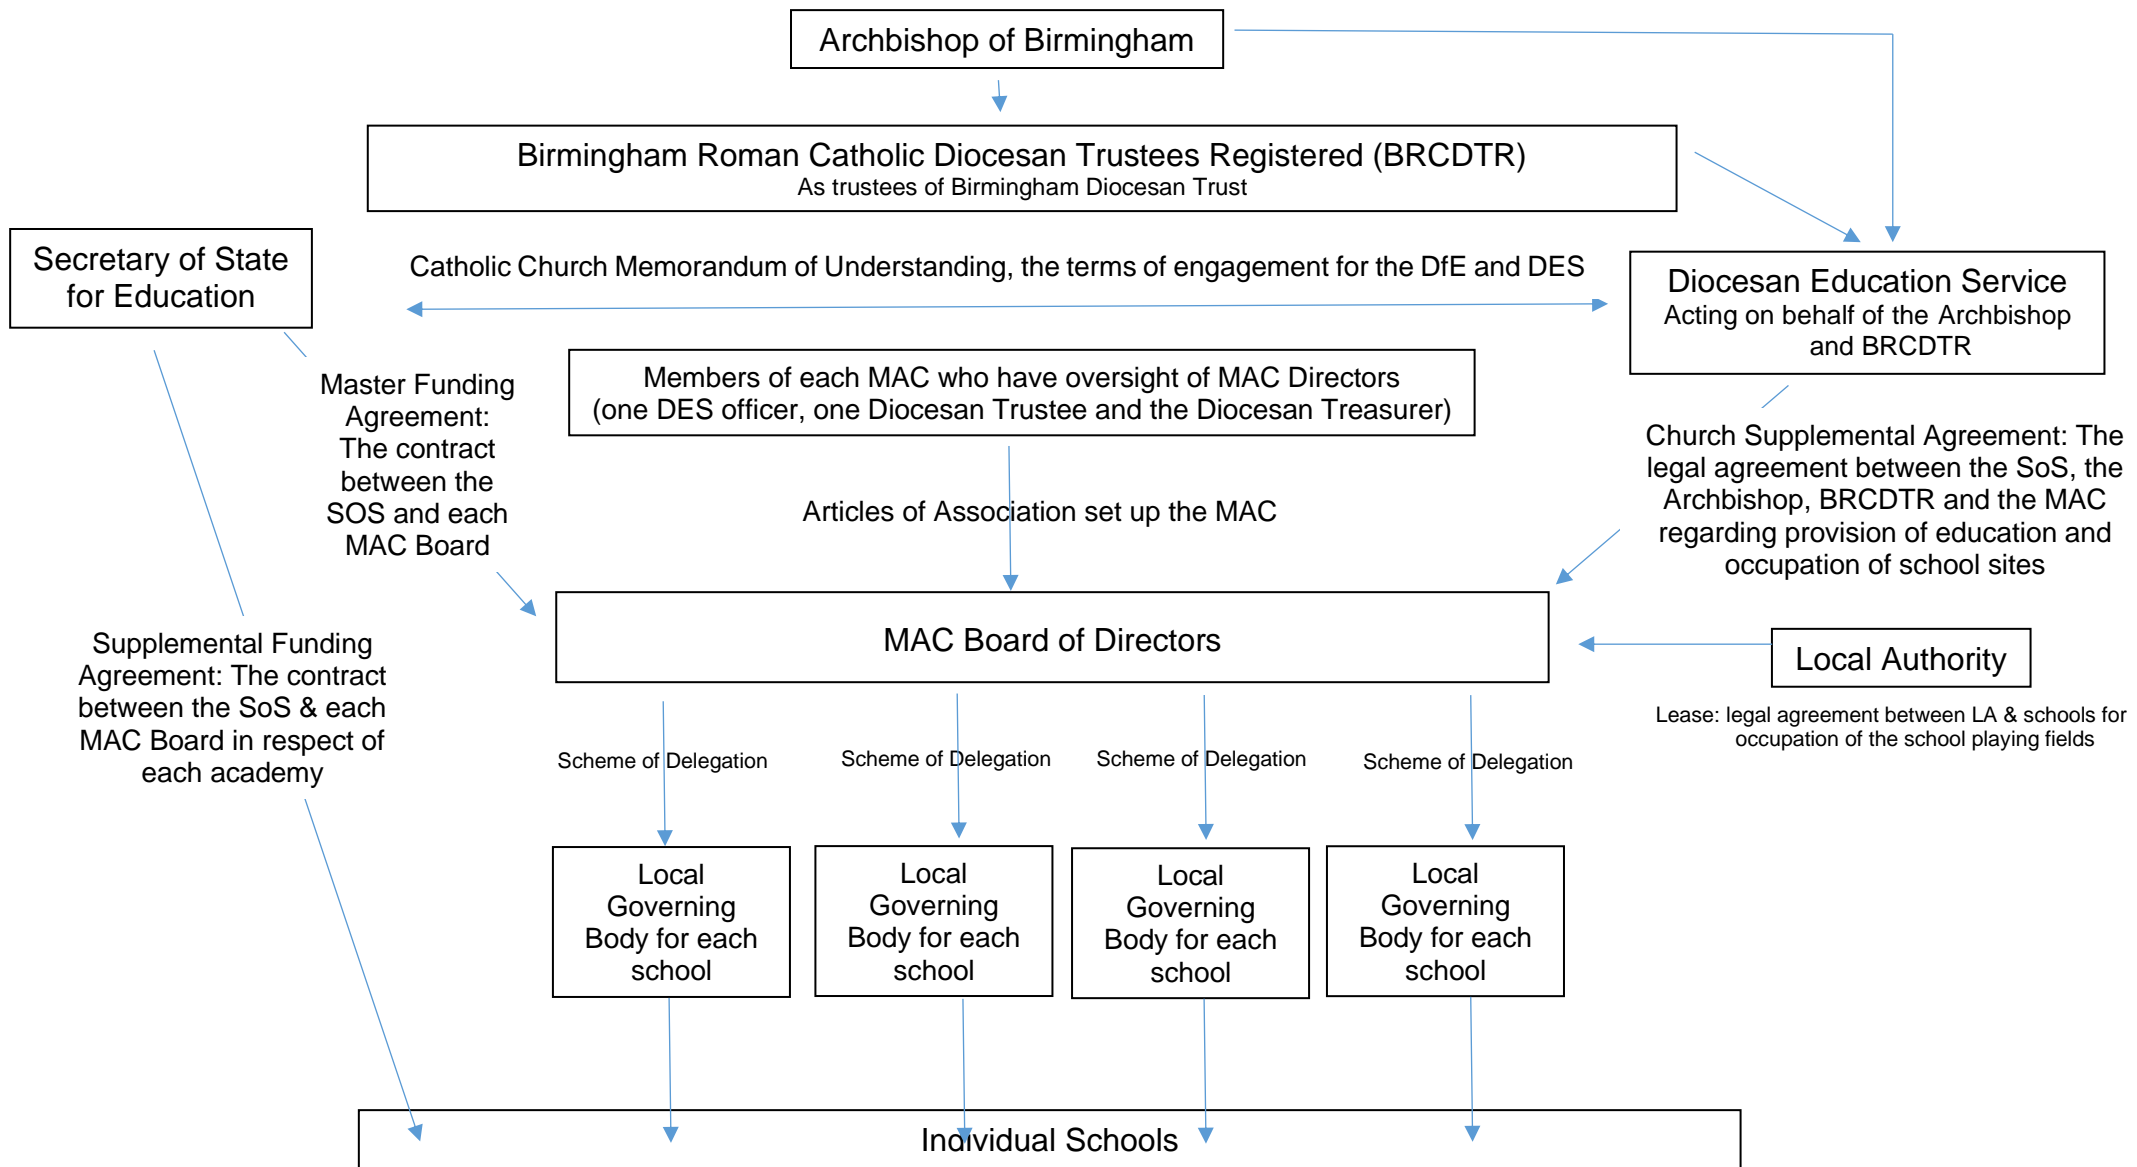 Archbishop of Birmingham
Birmingham Roman Catholic Diocesan Trustees Registered (BRCDTR)
As trustees of Birmingham Diocesan Trust
Secretary of State
for Education
Catholic Church Memorandum of Understanding, the terms of engagement for the DfE and DES
Diocesan Education Service
Acting on behalf of the Archbishop
and BRCDTR
Members of each MAC who have oversight of MAC Directors
(one DES officer, one Diocesan Trustee and the Diocesan Treasurer)
Master Funding
Agreement:
The contract
between the
SOS and each
MAC Board
Articles of Association set up the MAC
Church Supplemental Agreement: The
legal agreement between the SoS, the
Archbishop, BRCDTR and the MAC
regarding provision of education and
occupation of school sites
MAC Board of Directors
Local Authority
Lease: legal agreement between LA & schools for
occupation of the school playing fields
Supplemental Funding
Agreement: The contract
between the SoS & each
MAC Board in respect of
each academy
Scheme of Delegation
Scheme of Delegation
Scheme of Delegation
Scheme of Delegation
Local
Governing
Body for each
school
Local
Governing
Body for each
school
Local
Governing
Body for each
school
Local
Governing
Body for each
school
Individual Schools